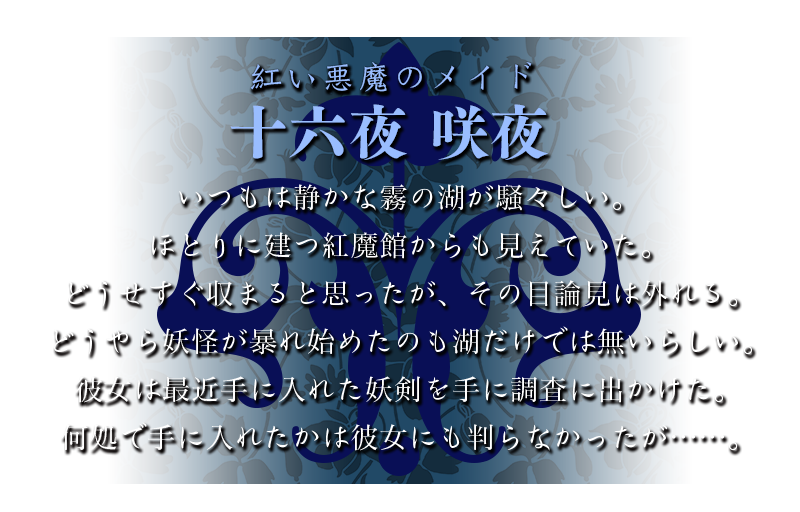 紅い悪魔のメイド
十六夜 咲夜
いつもは静かな霧の湖が騒々しい。
ほとりに建つ紅魔館からも見えていた。
どうせすぐ収まると思ったが、その目論見は外れる。
どうやら妖怪が暴れ始めたのも湖だけでは無いらしい。
彼女は最近手に入れた妖剣を手に調査に出かけた。
何処で手に入れたかは彼女にも判らなかったが……。